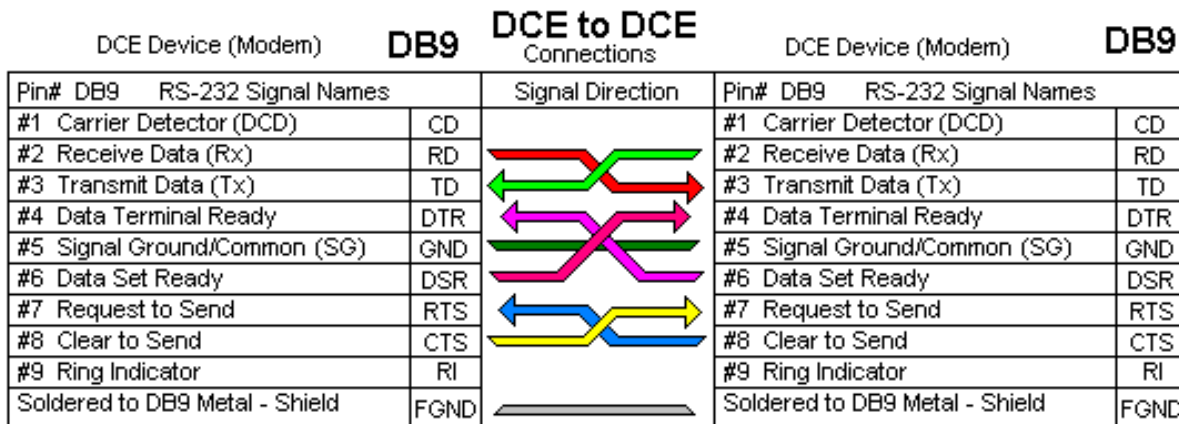 DCE Device (Modem) DB9 DCE to DCE DCE Device (Modem) DB9
Connections
Pin# DB9 RS-232 Signal Names Signal Direction Pin# DB9 RS-232 Signal Names
#1 Carrier Detector (DCD) CD #1 Carrier Detector (DCD) CD
#2 Receive Data (Rx) RD #2 Receive Data (Rx) RD
#3 Transmit Data (Tx) TD #3 Transmit Data (Tx) TD
#4 Data Terminal Ready DTR #4 Data Terminal Ready DTR
#5 Signal Ground/Common (SG) GND #5 Signal Ground/Common (SG) GND
#6 Data Set Ready DSR #6 Data Set Ready DSR
#7 Request to Send RTS #7 Request to Send RTS
#8 Clear to Send CTS #8 Clear to Send CTS
#9 Ring Indicator RI #9 Ring Indicator RI
Soldered to DB9 Metal - Shield FGND Soldered to DB9 Metal - Shield FGND